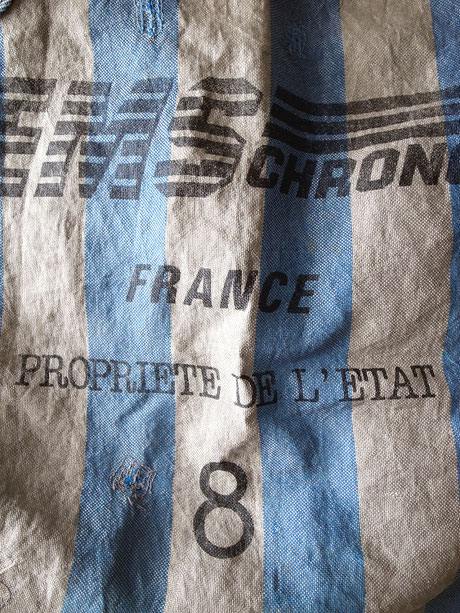 EMS CHRONO
FRANCE
PROPRIETE DE L'ETAT
8